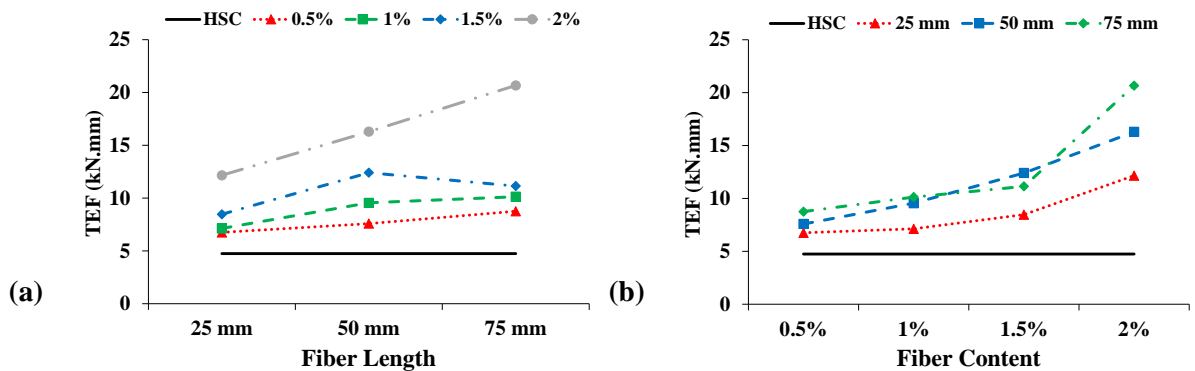 HSC 0.5% 1% 1.5% 2%
25
20
15
10
5
0
TEF (kN.mm)
25 mm 50 mm 75 mm
Fiber Length
(a)
HSC 25 mm 50 mm 75 mm
25
20
15
10
5
0
TEF (kN.mm)
0.5% 1% 1.5% 2%
Fiber Content
(b)